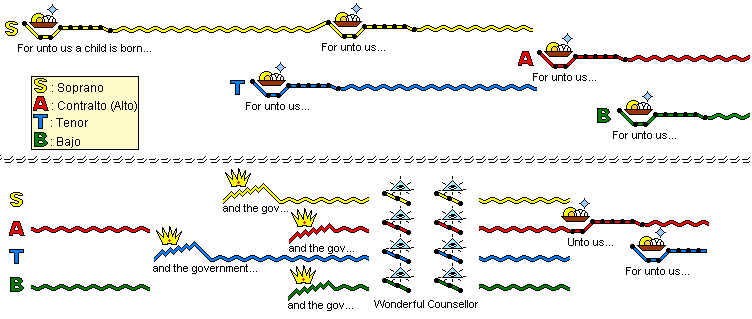 S
For unto us a child is born...
For unto us...
A
For unto us...
T
For unto us...
B
For unto us...
S : Soprano
A : Contralto (Alto)
T : Tenor
B : Bajo
S
and the gov...
A
and the gov...
Unto us...
T
and the government...
For unto us...
B
and the gov...
Wonderful Counsellor